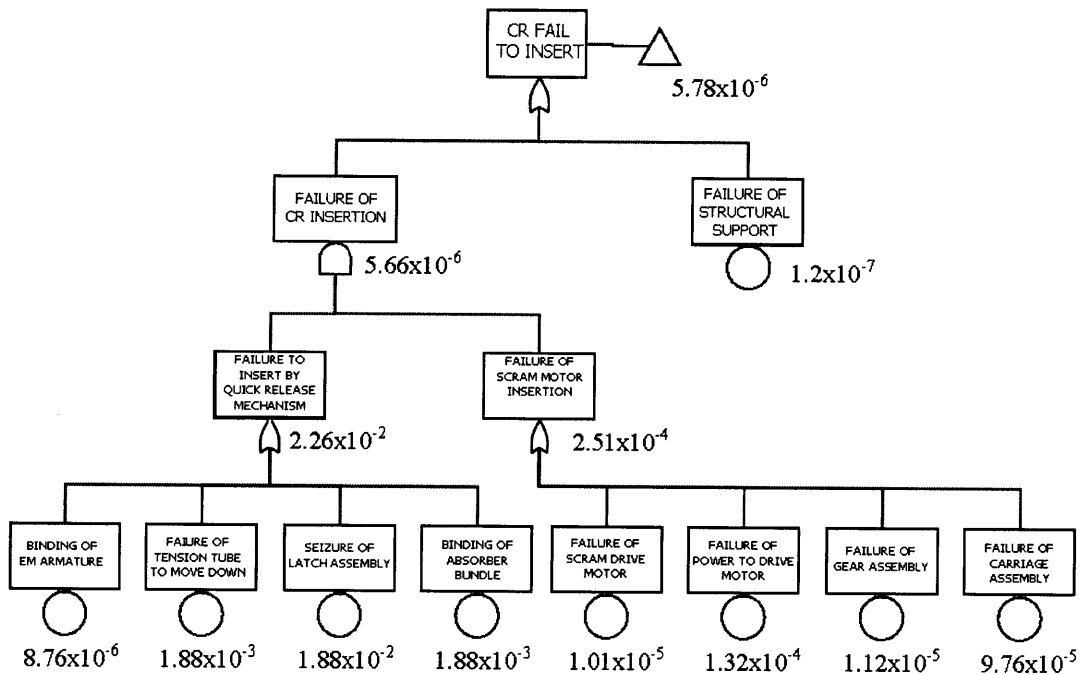 CR FAIL
TO INSERT
5.78x10⁻⁶
FAILURE OF
CR INSERTION
5.66x10⁻⁶
FAILURE OF
STRUCTURAL
SUPPORT
1.2x10⁻⁷
FAILURE TO
INSERT BY
QUICK RELEASE
MECHANISM
2.26x10⁻²
FAILURE OF
SCRAM MOTOR
INSERTION
2.51x10⁻⁴
BINDING OF
EM ARMATURE
8.76x10⁻⁶
FAILURE OF
TENSION TUBE
TO MOVE DOWN
1.88x10⁻³
SEIZURE OF
LATCH ASSEMBLY
1.88x10⁻²
BINDING OF
ABSORBER
BUNDLE
1.88x10⁻³
FAILURE OF
SCRAM DRIVE
MOTOR
1.01x10⁻⁵
FAILURE OF
POWER TO DRIVE
MOTOR
1.32x10⁻⁴
FAILURE OF
GEAR ASSEMBLY
1.12x10⁻⁵
FAILURE OF
CARRIAGE
ASSEMBLY
9.76x10⁻⁵